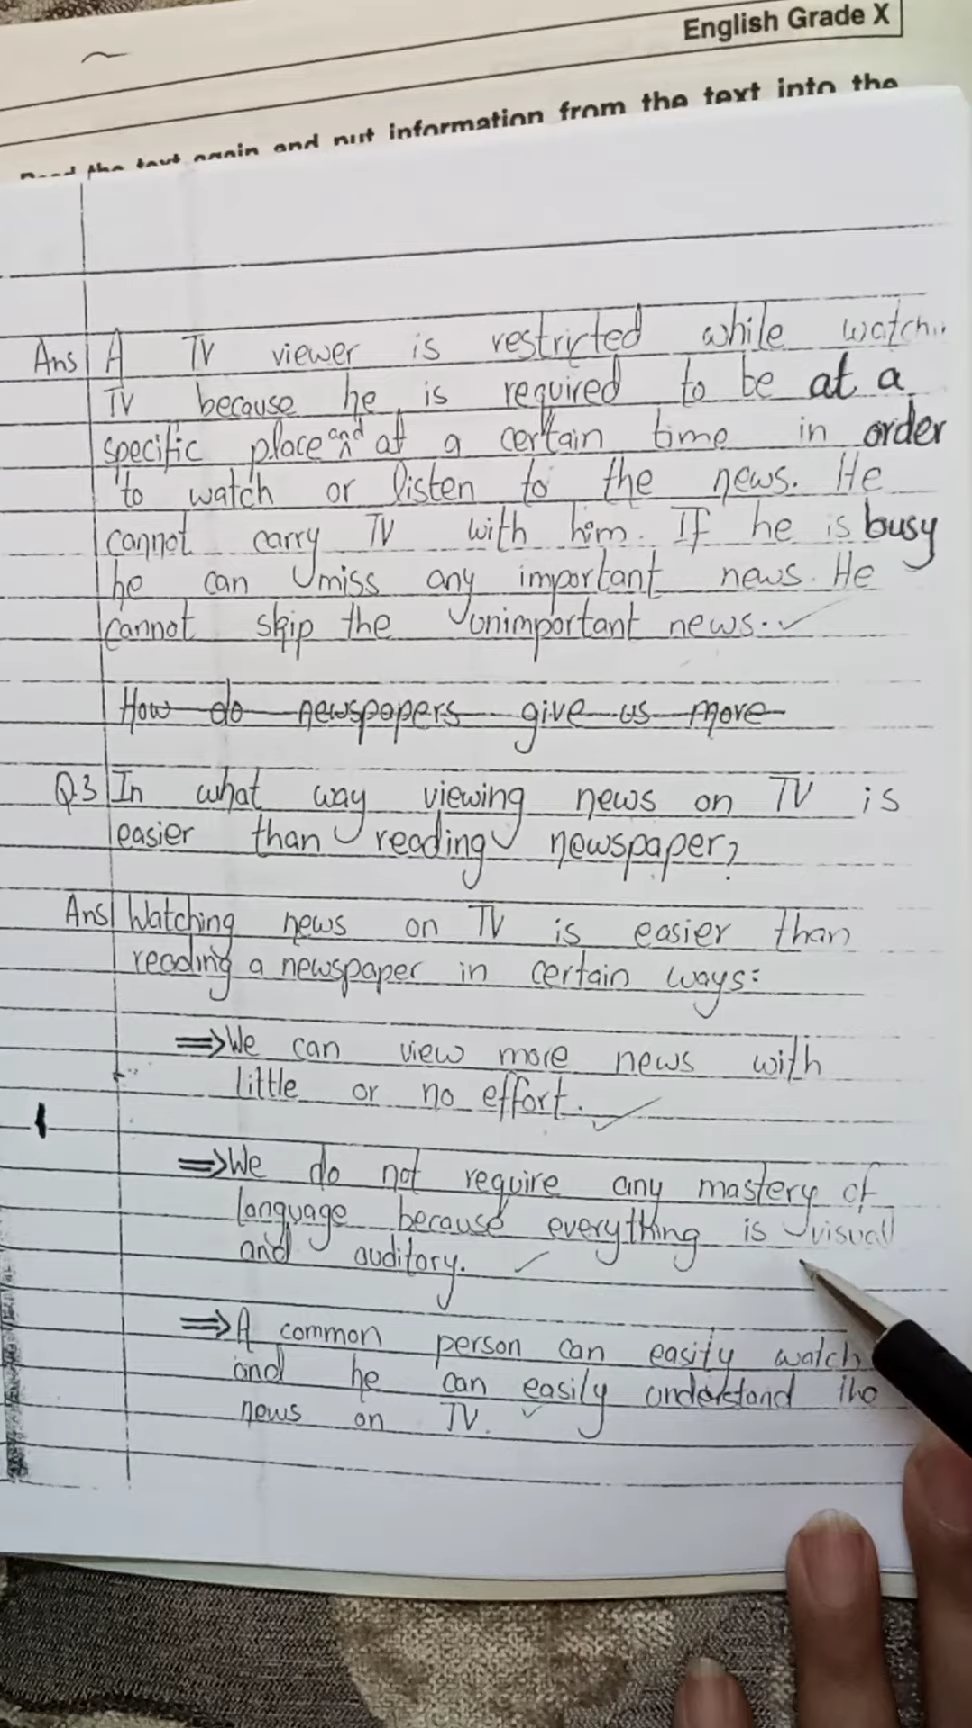 English Grade X
Read the text again and put information from the text into the
Ans A TV viewer is restricted while watch
TV because he is required to be at a
specific place and at a certain time in order
to watch or listen to the news. He
cannot carry TV with him. If he is busy
he can miss any important news. He
cannot skip the unimportant news.
How do newspapers give us more
Q3 In what way viewing news on TV is
easier than reading newspaper?
Ans Watching news on TV is easier than
reading a newspaper in certain ways:
⇒ We can view more news with
little or no effort.
⇒ We do not require any mastery of
language because everything is visual
and auditory.
⇒ A common person can easily watch
and he can easily understand the
news on TV.